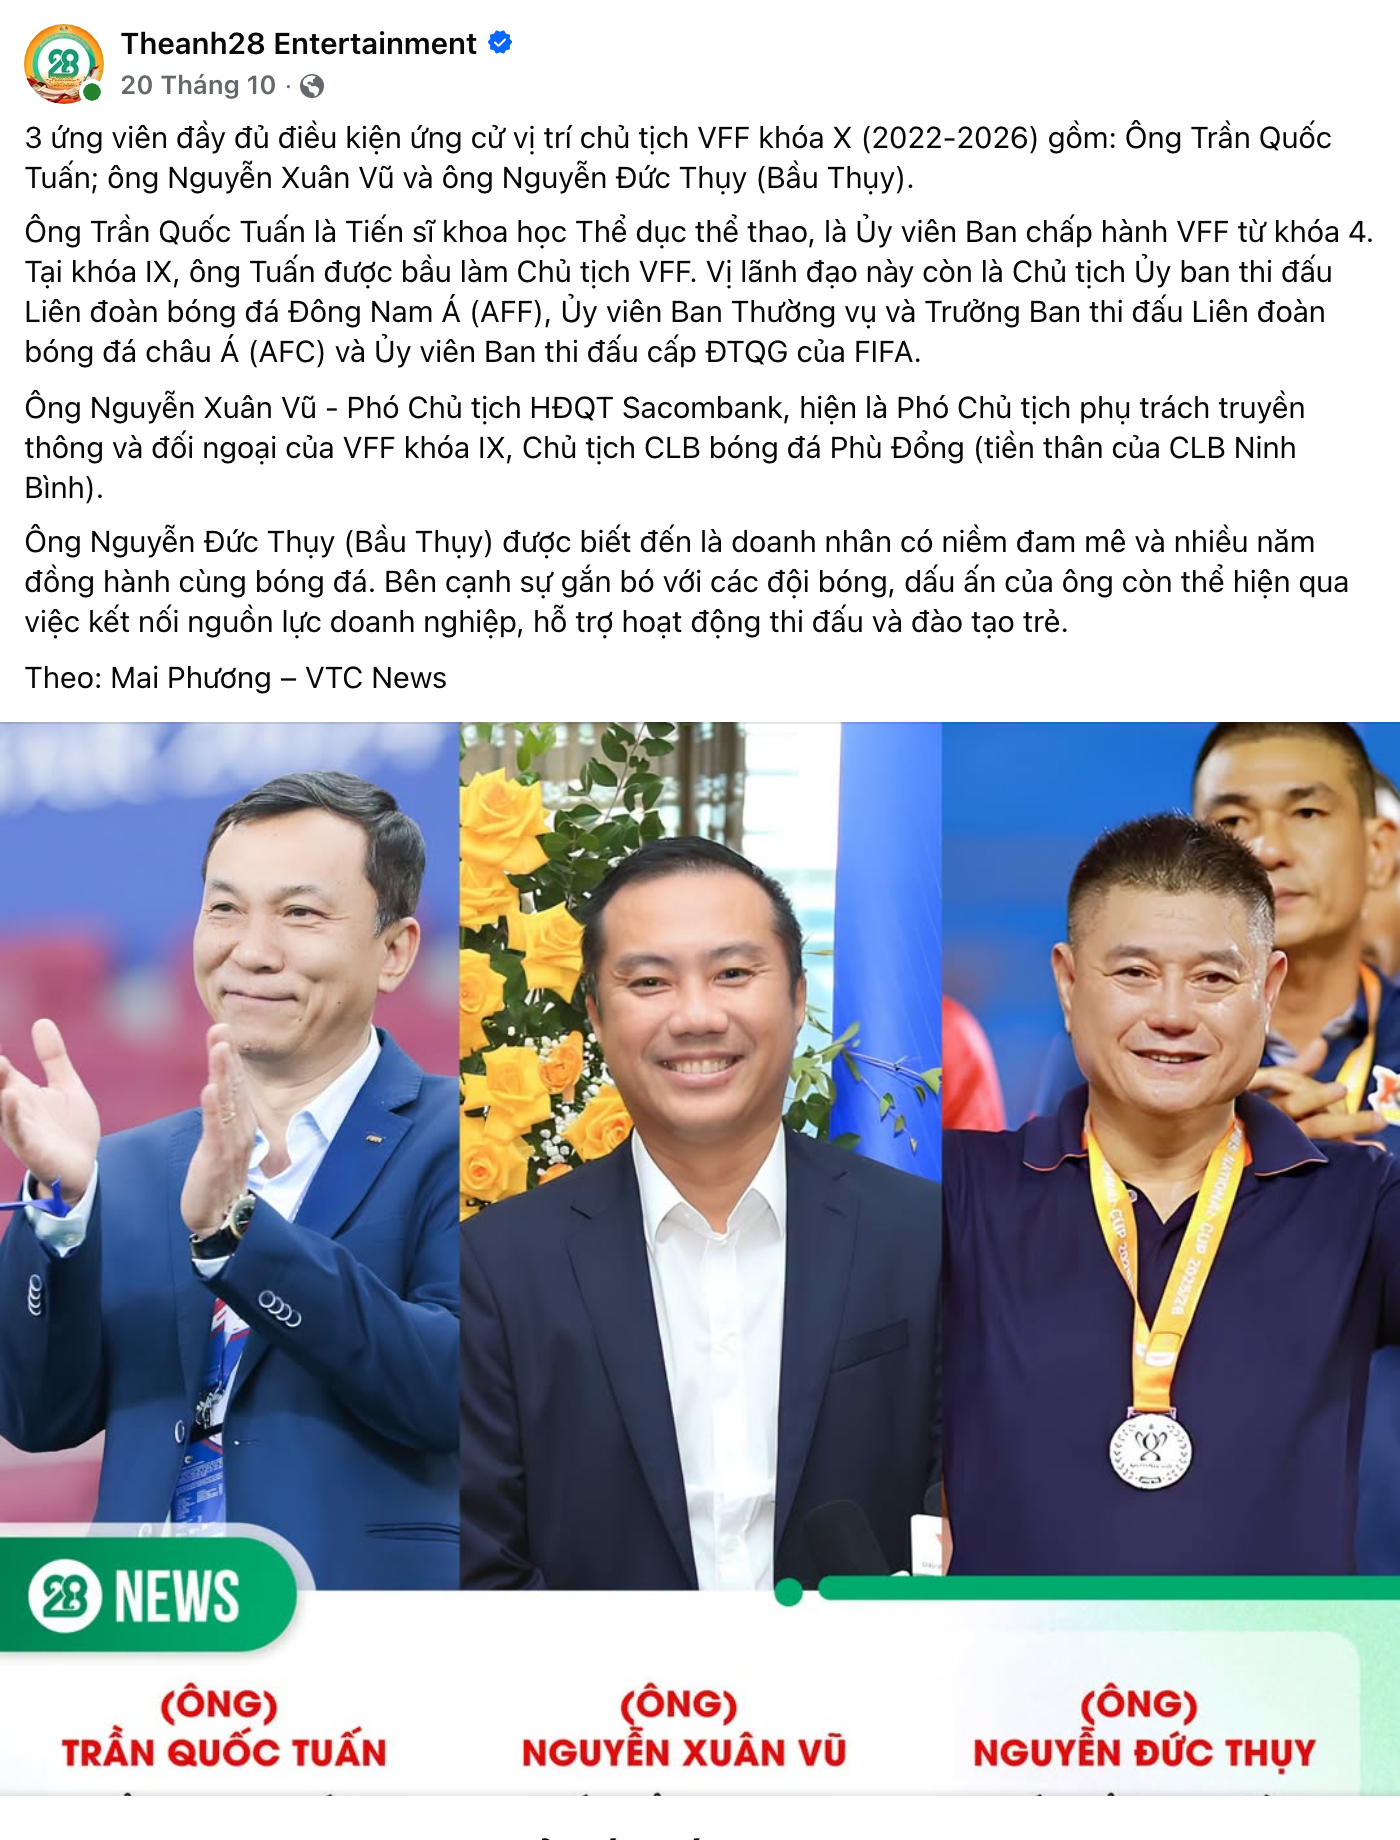 Theanh28 Entertainment
20 Tháng 10 ·
3 ứng viên đầy đủ điều kiện ứng cử vị trí chủ tịch VFF khóa X (2022-2026) gồm: Ông Trần Quốc
Tuấn; ông Nguyễn Xuân Vũ và ông Nguyễn Đức Thụy (Bầu Thụy).
Ông Trần Quốc Tuấn là Tiến sĩ khoa học Thể dục thể thao, là Ủy viên Ban chấp hành VFF từ khóa 4.
Tại khóa IX, ông Tuấn được bầu làm Chủ tịch VFF. Vị lãnh đạo này còn là Chủ tịch Ủy ban thi đấu
Liên đoàn bóng đá Đông Nam Á (AFF), Ủy viên Ban Thường vụ và Trưởng Ban thi đấu Liên đoàn
bóng đá châu Á (AFC) và Ủy viên Ban thi đấu cấp ĐTQG của FIFA.
Ông Nguyễn Xuân Vũ - Phó Chủ tịch HĐQT Sacombank, hiện là Phó Chủ tịch phụ trách truyền
thông và đối ngoại của VFF khóa IX, Chủ tịch CLB bóng đá Phù Đổng (tiền thân của CLB Ninh
Bình).
Ông Nguyễn Đức Thụy (Bầu Thụy) được biết đến là doanh nhân có niềm đam mê và nhiều năm
đồng hành cùng bóng đá. Bên cạnh sự gắn bó với các đội bóng, dấu ấn của ông còn thể hiện qua
việc kết nối nguồn lực doanh nghiệp, hỗ trợ hoạt động thi đấu và đào tạo trẻ.
Theo: Mai Phương – VTC News
NATIONAL CUP 2025/26
28 NEWS
(ÔNG)
TRẦN QUỐC TUẤN
(ÔNG)
NGUYỄN XUÂN VŨ
(ÔNG)
NGUYỄN ĐỨC THỤY